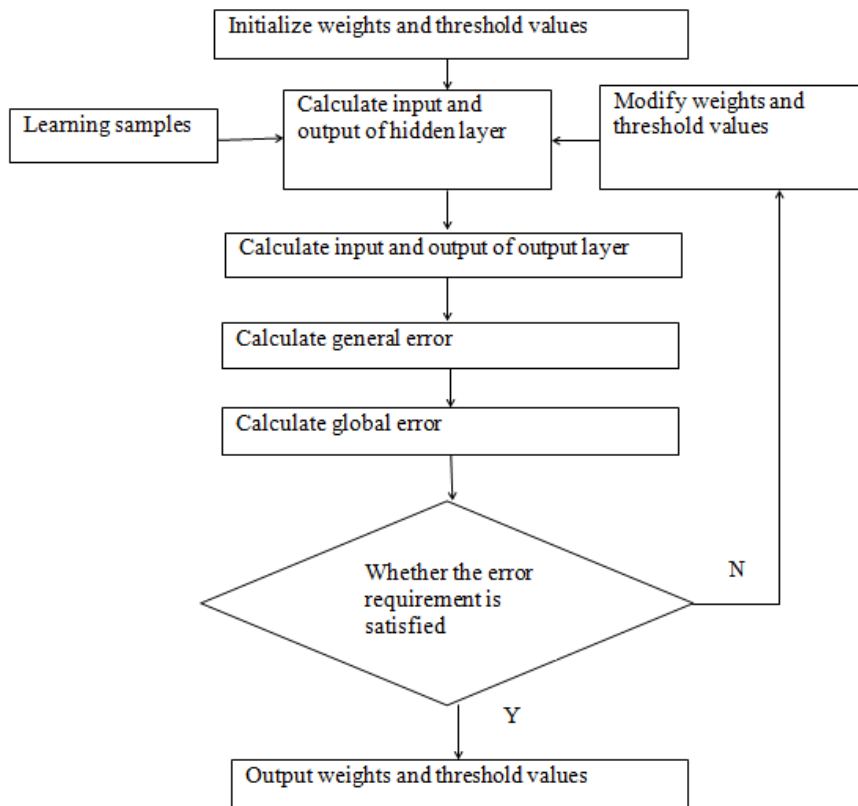 Initialize weights and threshold values
Learning samples
Calculate input and
output of hidden layer
Modify weights and
threshold values
Calculate input and output of output layer
Calculate general error
Calculate global error
Whether the error
requirement is
satisfied
N
Y
Output weights and threshold values